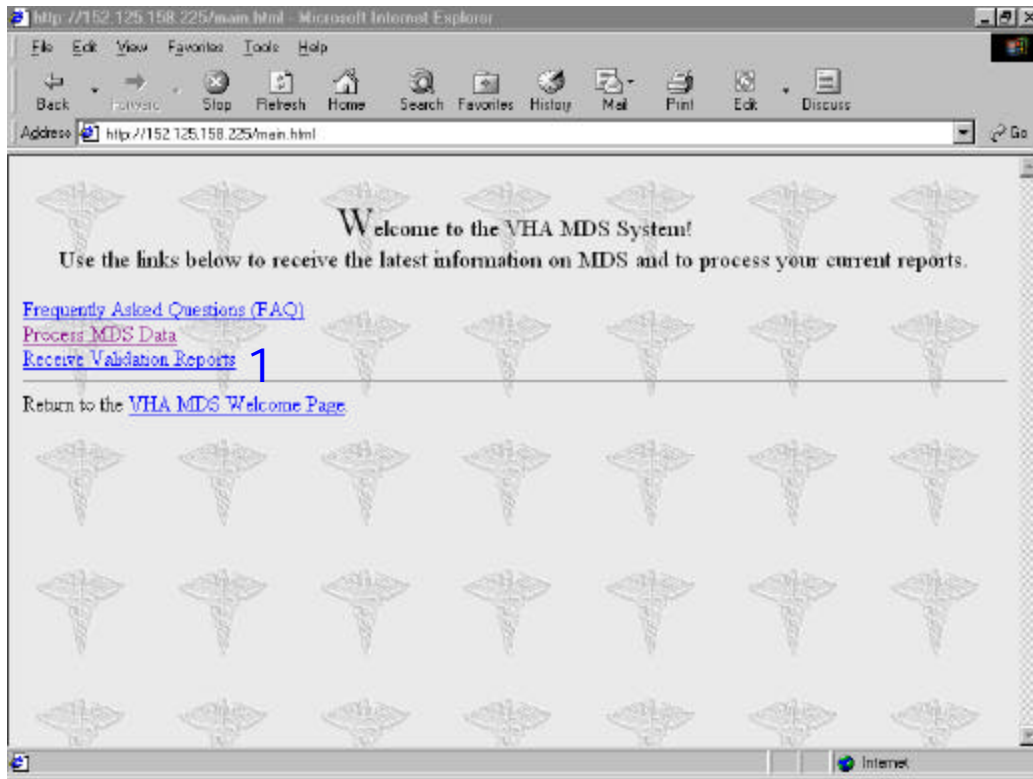 http://152.125.158.225/main.html - Microsoft Internet Explorer
File Edit View Favorites Tools Help
Back Forward Stop Refresh Home Search Favorites History Mail Print Edit Discuss
Address http://152.125.158.225/main.html Go
Welcome to the VHA MDS System!
Use the links below to receive the latest information on MDS and to process your current reports.
Frequently Asked Questions (FAQ)
Process MDS Data
Receive Validation Reports 1
Return to the VHA MDS Welcome Page
Internet